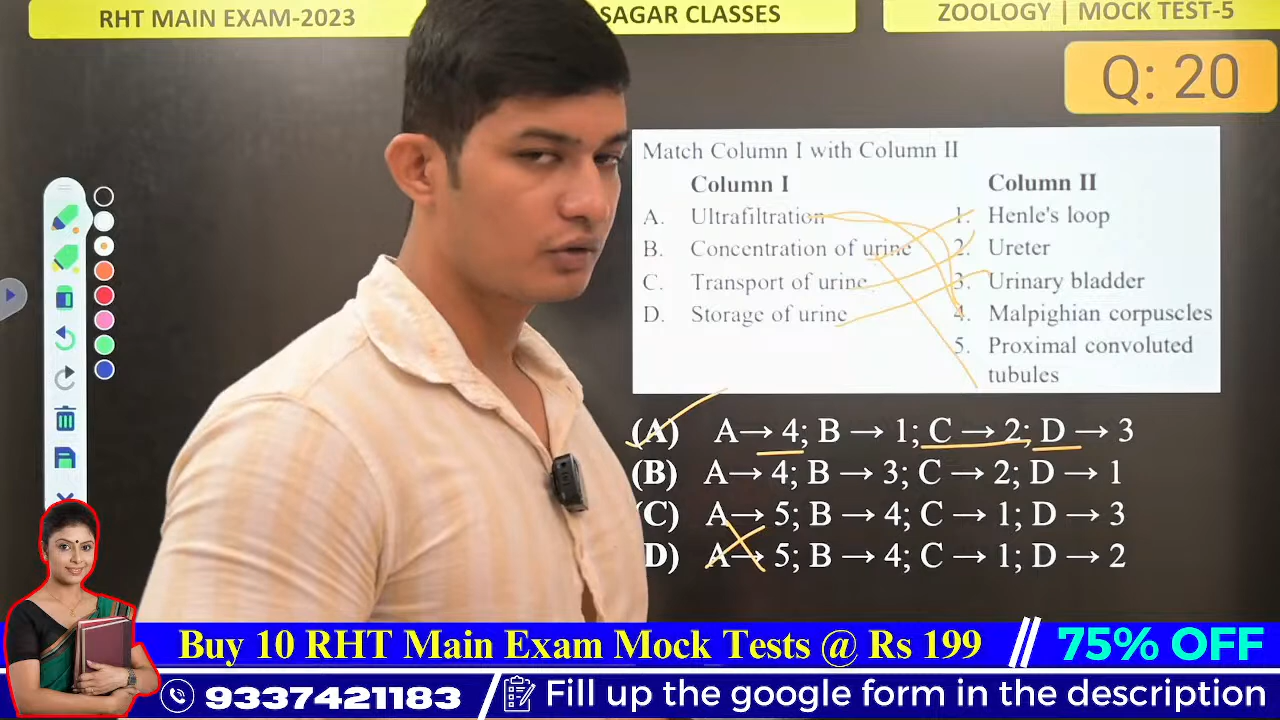 RHT MAIN EXAM-2023
SAGAR CLASSES
ZOOLOGY | MOCK TEST-5
Q: 20
Match Column I with Column II
Column I Column II
A. Ultrafiltration 1. Henle's loop
B. Concentration of urine 2. Ureter
C. Transport of urine 3. Urinary bladder
D. Storage of urine 4. Malpighian corpuscles
5. Proximal convoluted
tubules
(A) A→ 4; B → 1; C → 2; D → 3
(B) A→ 4; B → 3; C → 2; D → 1
(C) A→ 5; B → 4; C → 1; D → 3
D) A→ 5; B → 4; C → 1; D → 2
Buy 10 RHT Main Exam Mock Tests @ Rs 199 // 75% OFF
9337421183 / Fill up the google form in the description